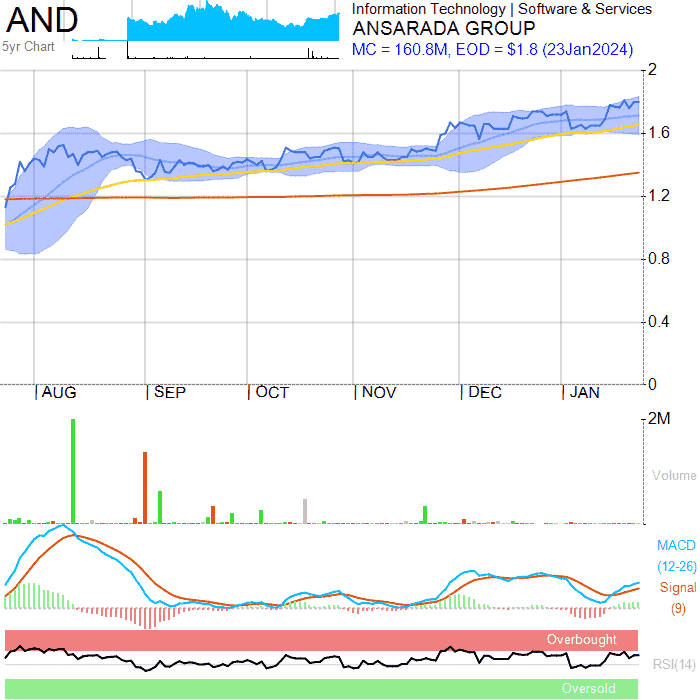 AND
5yr Chart
Information Technology | Software & Services
ANSARADA GROUP
MC = 160.8M, EOD = $1.8 (23Jan2024)
2
1.6
1.2
0.8
0.4
0
AUG SEP OCT NOV DEC JAN
2M
Volume
MACD
(12-26)
Signal
(9)
Overbought
RSI(14)
Oversold